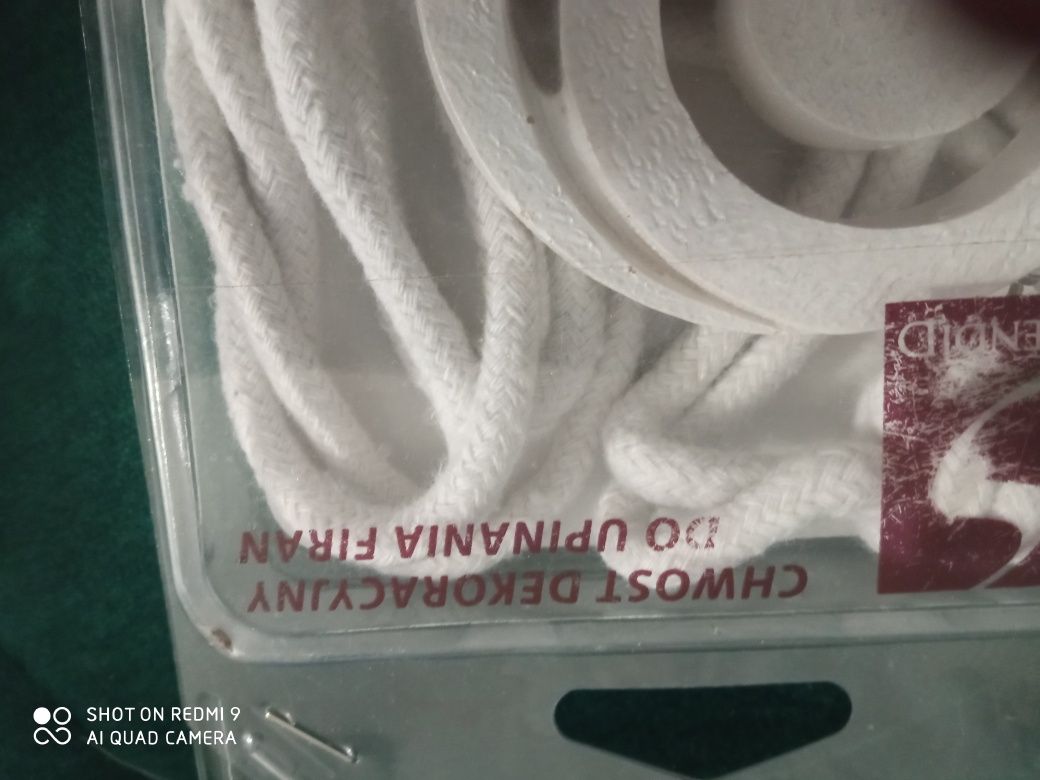 CHWOST DEKORACYJNY
DO UPINANIA FIRAN
SHOT ON REDMI 9
AI QUAD CAMERA